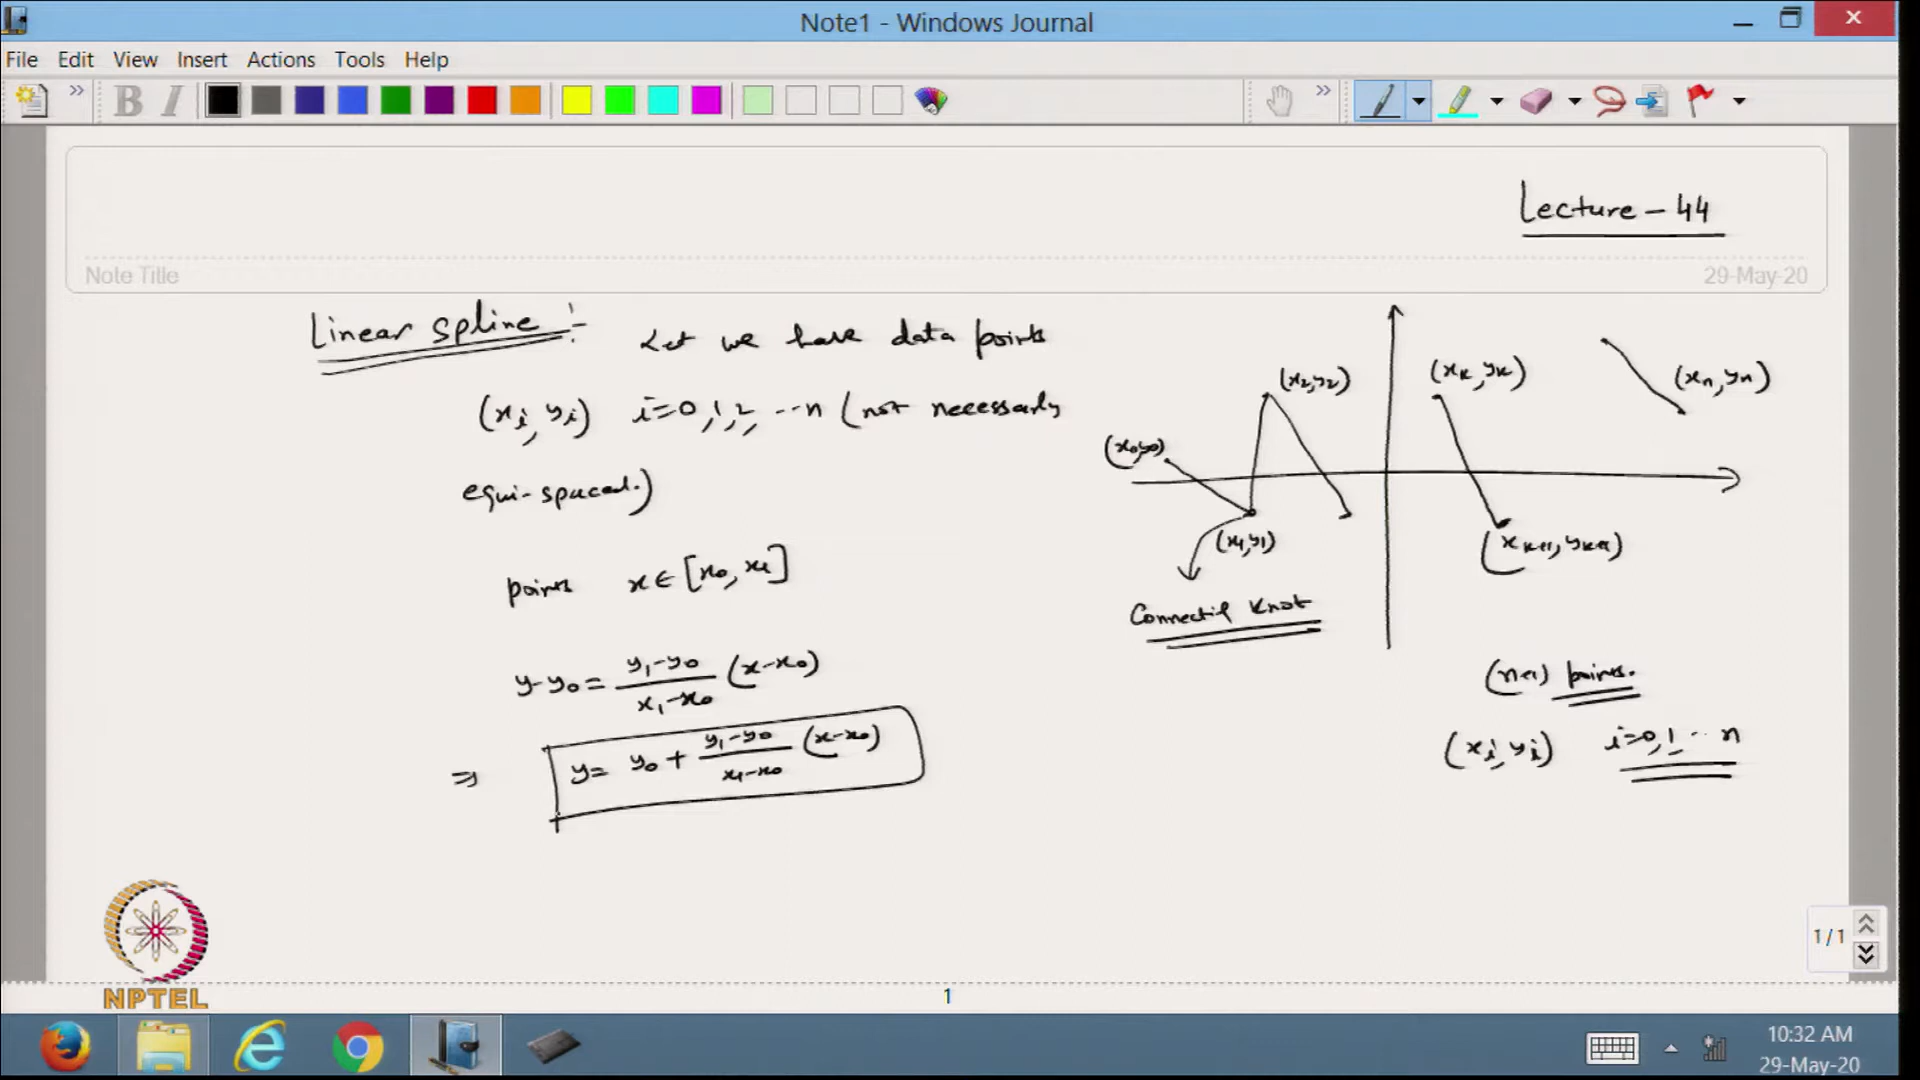 Note1 - Windows Journal
File Edit View Insert Actions Tools Help
Lecture - 44
Note Title
29-May-20
Linear Spline :- Let we have data points
(xi, yi) i=0,1,2, ...n (not necessarily
equi-spaced.)
points x∈[x0, x1]
y-y0 = (y1-y0)/(x1-x0) (x-x0)
⇒ y = y0 + (y1-y0)/(x1-x0) (x-x0)
(x0,y0)
(x1,y1)
(x2,y2)
(xk, yk)
(xk+1, yk+1)
(xn, yn)
Connectif Knot
(n+1) points.
(xi, yi) i=0,1...n
1/1
NPTEL
1
10:32 AM
29-May-20